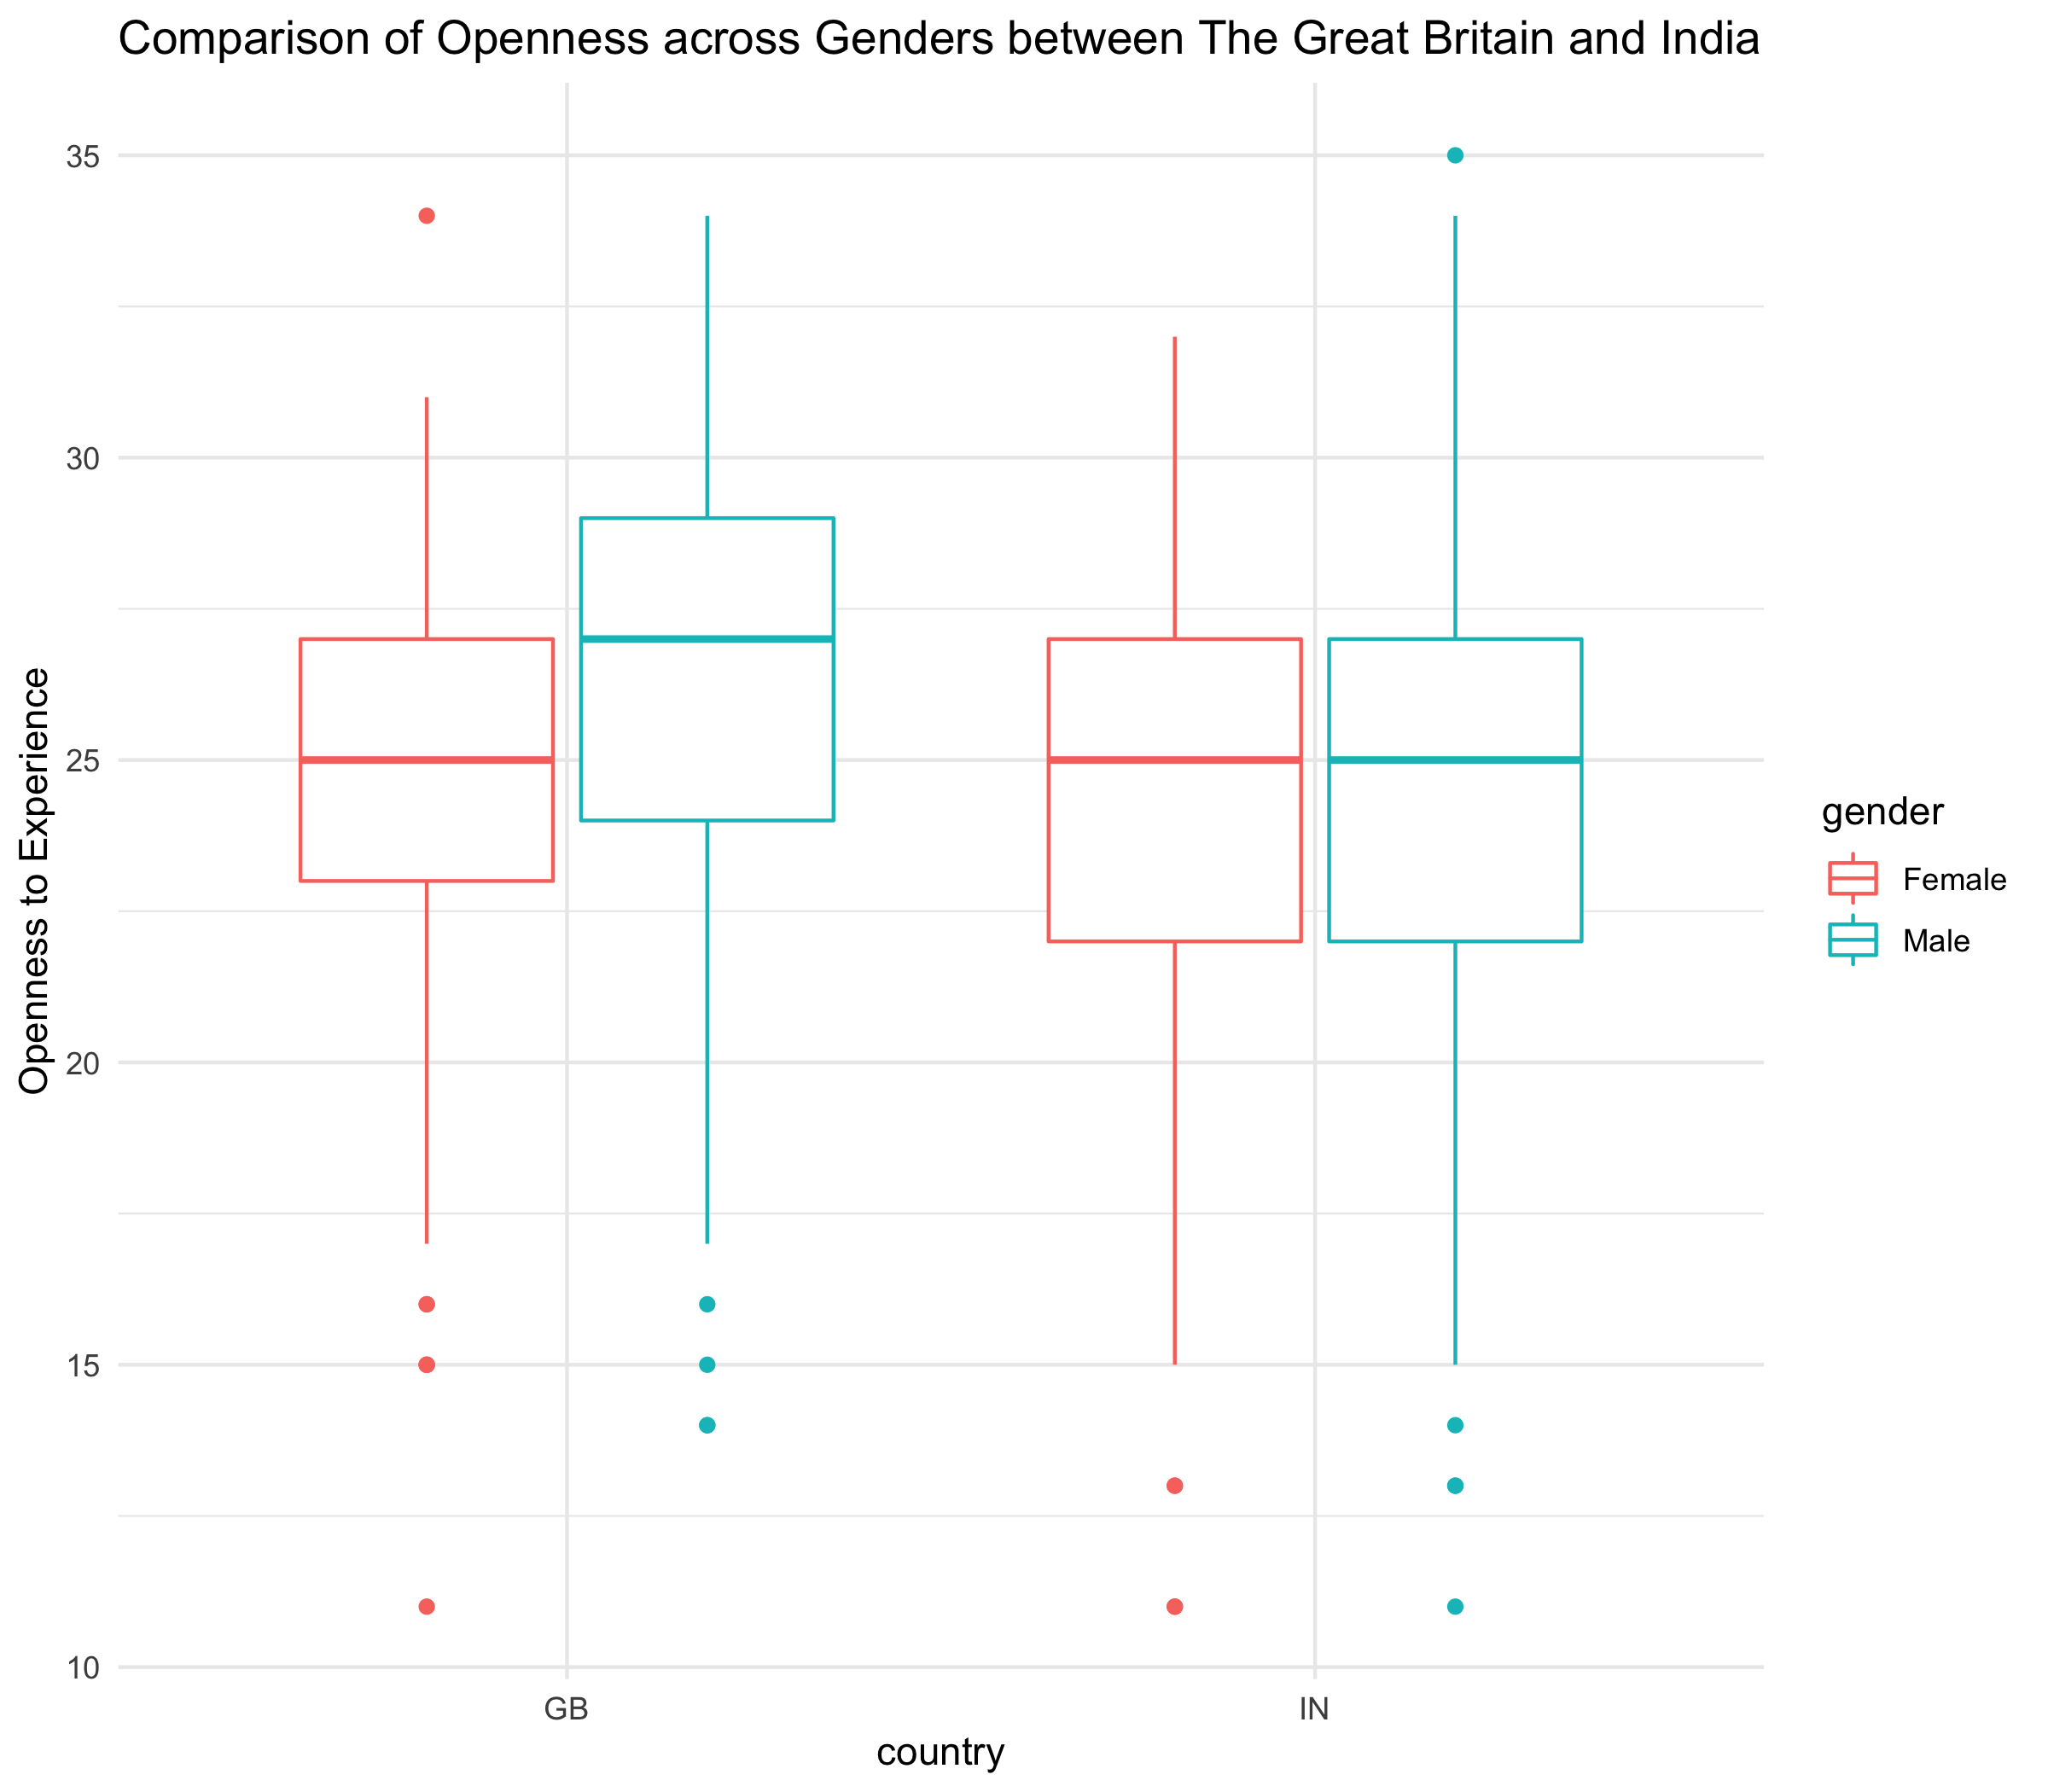 Comparison of Openness across Genders between The Great Britain and India
Openness to Experience
35
30
25
20
15
10
GB
IN
country
gender
Female
Male